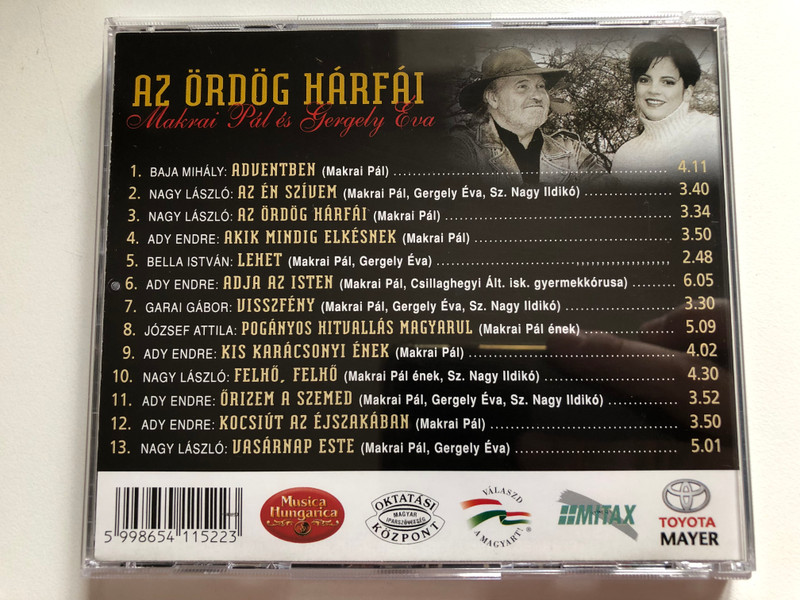 AZ ÖRDÖG HÁRFÁI
Makrai Pál és Gergely Éva
1. BAJA MIHÁLY: ADVENTBEN (Makrai Pál) 4.11
2. NAGY LÁSZLÓ: AZ ÉN SZÍVEM (Makrai Pál, Gergely Éva, Sz. Nagy Ildikó) 3.40
3. NAGY LÁSZLÓ: AZ ÖRDÖG HÁRFÁI (Makrai Pál) 3.34
4. ADY ENDRE: AKIK MINDIG ELKÉSNEK (Makrai Pál) 3.50
5. BELLA ISTVÁN: LEHET (Makrai Pál, Gergely Éva) 2.48
6. ADY ENDRE: ADJA AZ ISTEN (Makrai Pál, Csillaghegyi Ált. isk. gyermekkórusa) 6.05
7. GARAI GÁBOR: VISSZFÉNY (Makrai Pál, Gergely Éva, Sz. Nagy Ildikó) 3.30
8. JÓZSEF ATTILA: POGÁNYOS HITVALLÁS MAGYARUL (Makrai Pál ének) 5.09
9. ADY ENDRE: KIS KARÁCSONYI ÉNEK (Makrai Pál) 4.02
10. NAGY LÁSZLÓ: FELHŐ, FELHŐ (Makrai Pál ének, Sz. Nagy Ildikó) 4.30
11. ADY ENDRE: ŐRIZEM A SZEMED (Makrai Pál, Gergely Éva, Sz. Nagy Ildikó) 3.52
12. ADY ENDRE: KOCSIÚT AZ ÉJSZAKÁBAN (Makrai Pál) 3.50
13. NAGY LÁSZLÓ: VASÁRNAP ESTE (Makrai Pál, Gergely Éva) 5.01
5 998654 115223
Musica
Hungarica
OKTATÁSI
MAGYAR
IPARSZÖVETSÉG
KÖZPONT
VÁLASZD
A MAGYART!
MITAX
TOYOTA
MAYER